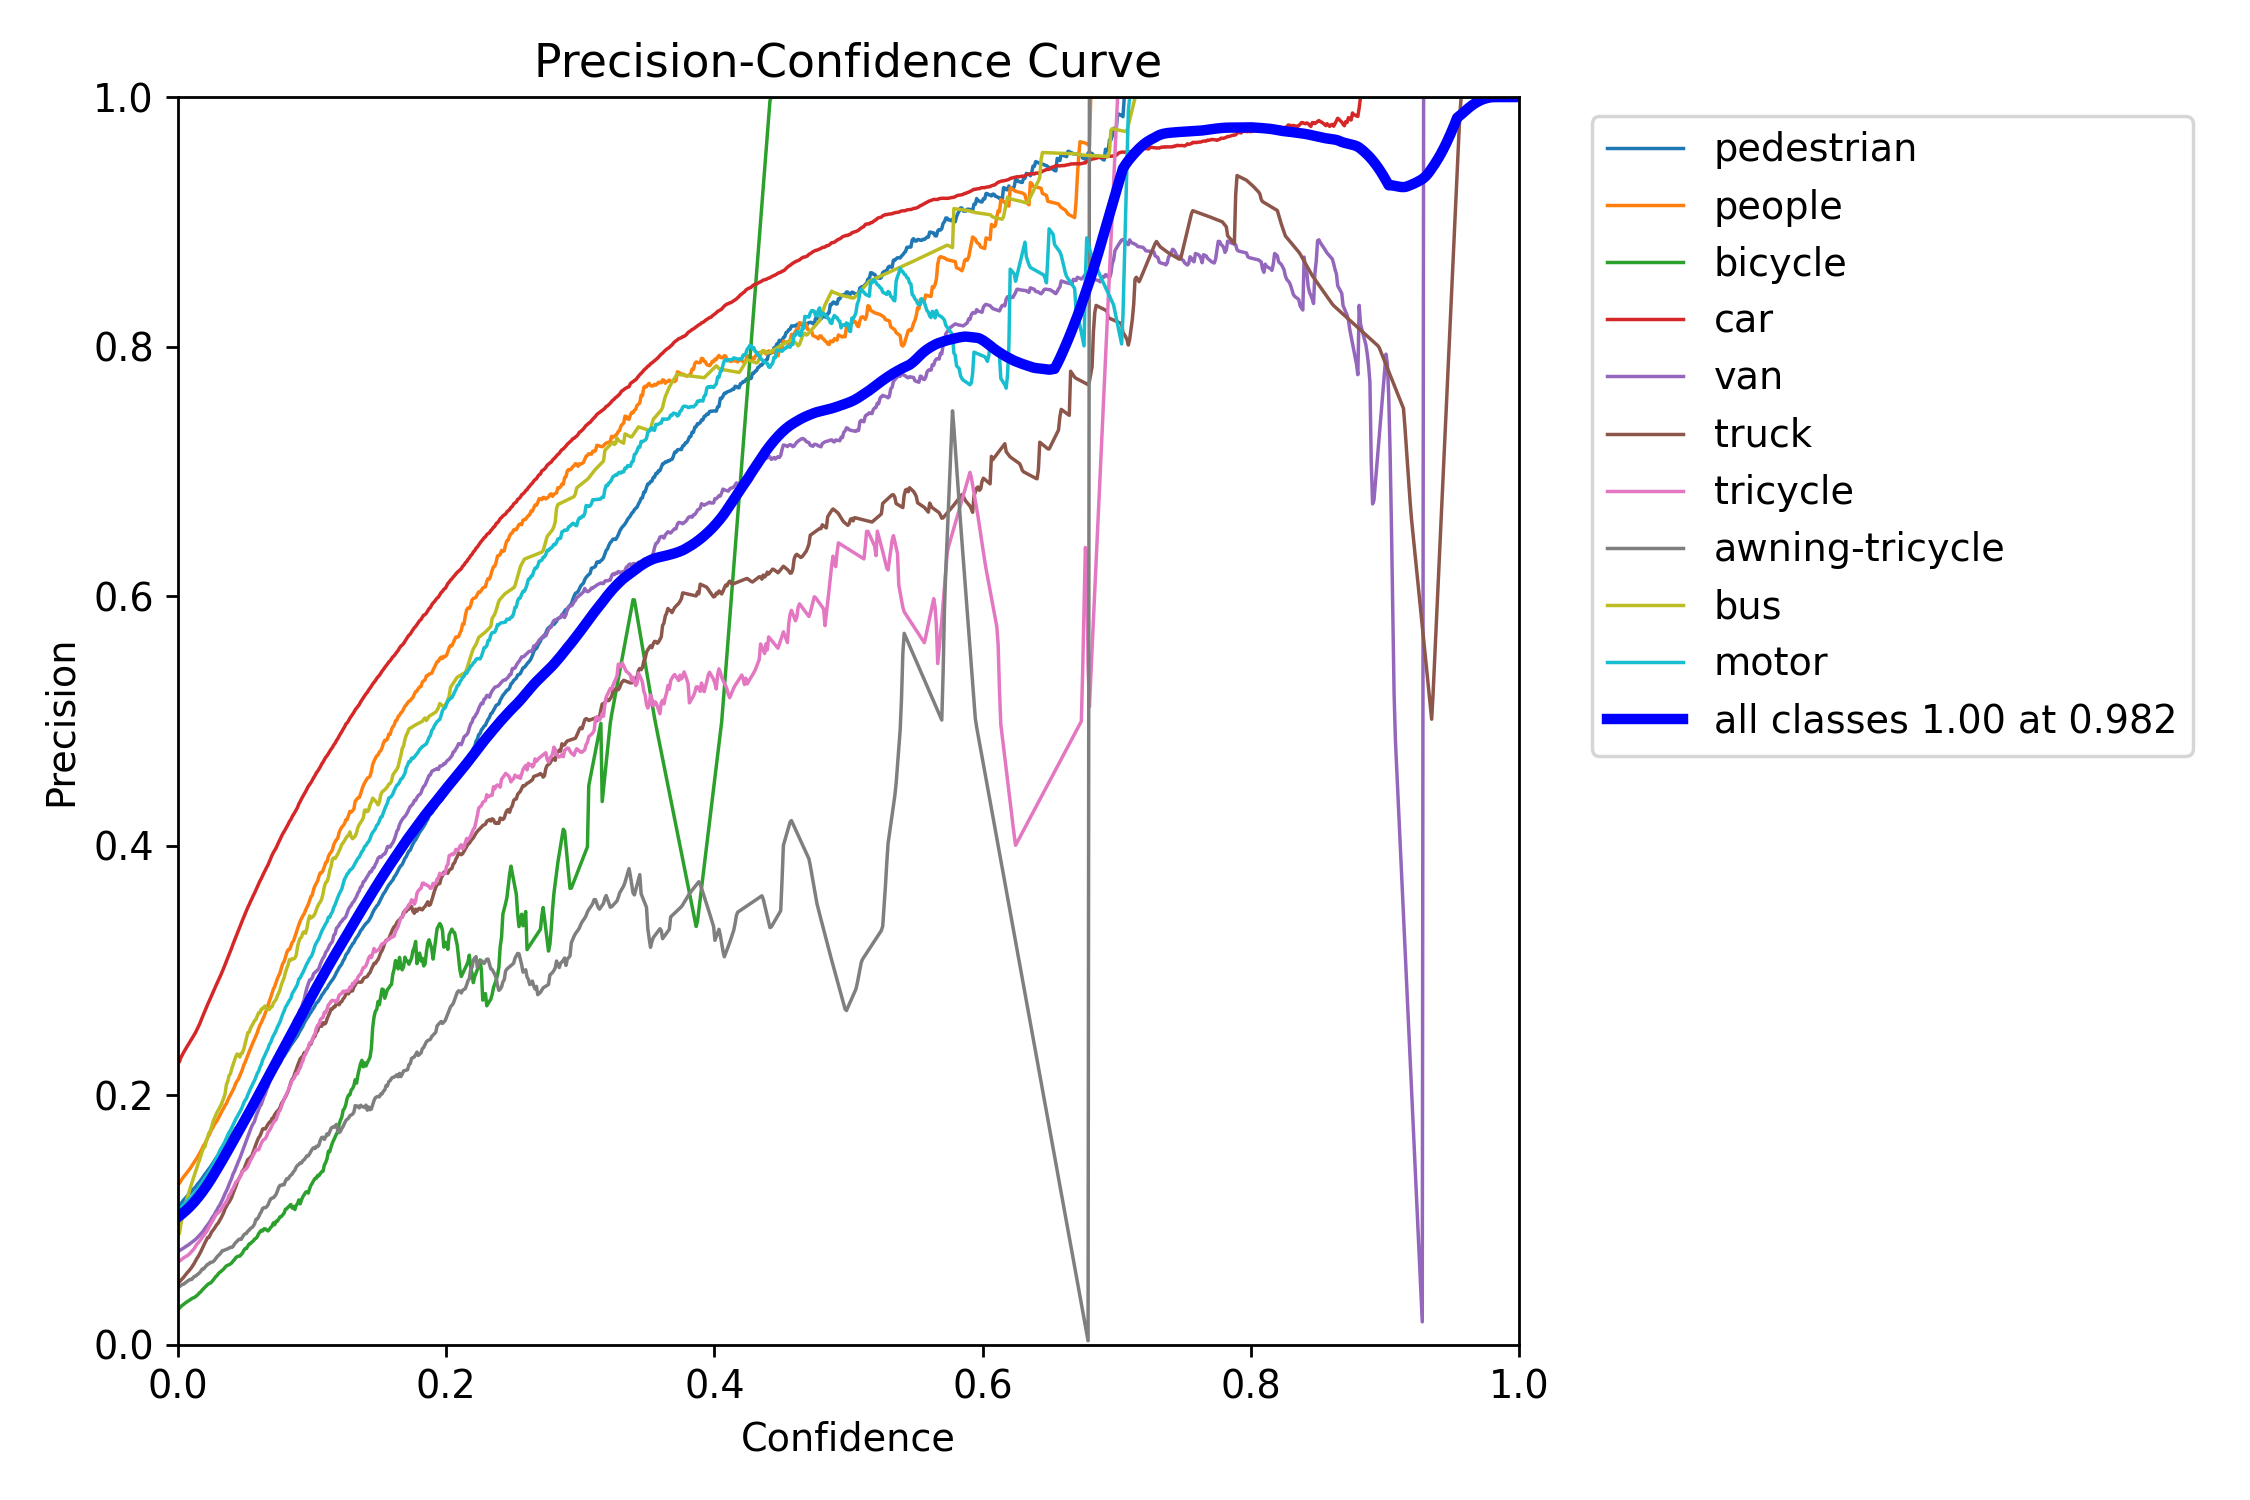 Precision-Confidence Curve
1.0
0.8
0.6
0.4
0.2
0.0
Precision
0.0 0.2 0.4 0.6 0.8 1.0
Confidence
pedestrian
people
bicycle
car
van
truck
tricycle
awning-tricycle
bus
motor
all classes 1.00 at 0.982